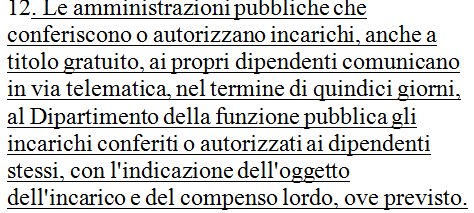 12. Le amministrazioni pubbliche che
conferiscono o autorizzano incarichi, anche a
titolo gratuito, ai propri dipendenti comunicano
in via telematica, nel termine di quindici giorni,
al Dipartimento della funzione pubblica gli
incarichi conferiti o autorizzati ai dipendenti
stessi, con l'indicazione dell'oggetto
dell'incarico e del compenso lordo, ove previsto.